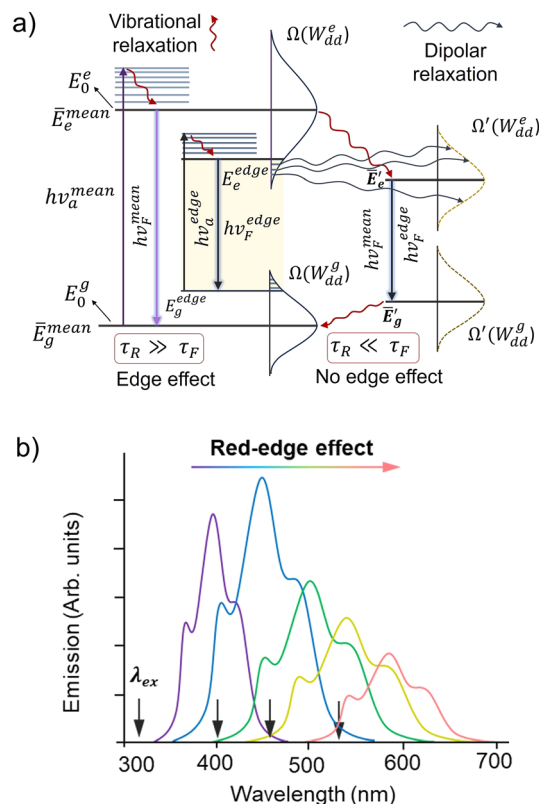 a)
Vibrational
relaxation
Ω(W_dd^e)
Dipolar
relaxation
E_0^e
Ē_e^mean
Ω′(W_dd^e)
E_e^edge
Ē′_e
hν_a^mean
hν_F^mean
hν_a^edge
hν_F^edge
hν_F^mean
hν_F^edge
Ω(W_dd^g)
E_0^g
E_g^edge
Ē_g^mean
Ē′_g
Ω′(W_dd^g)
τ_R ≫ τ_F
τ_R ≪ τ_F
Edge effect
No edge effect
b)
Red-edge effect
Emission (Arb. units)
λ_ex
300 400 500 600 700
Wavelength (nm)